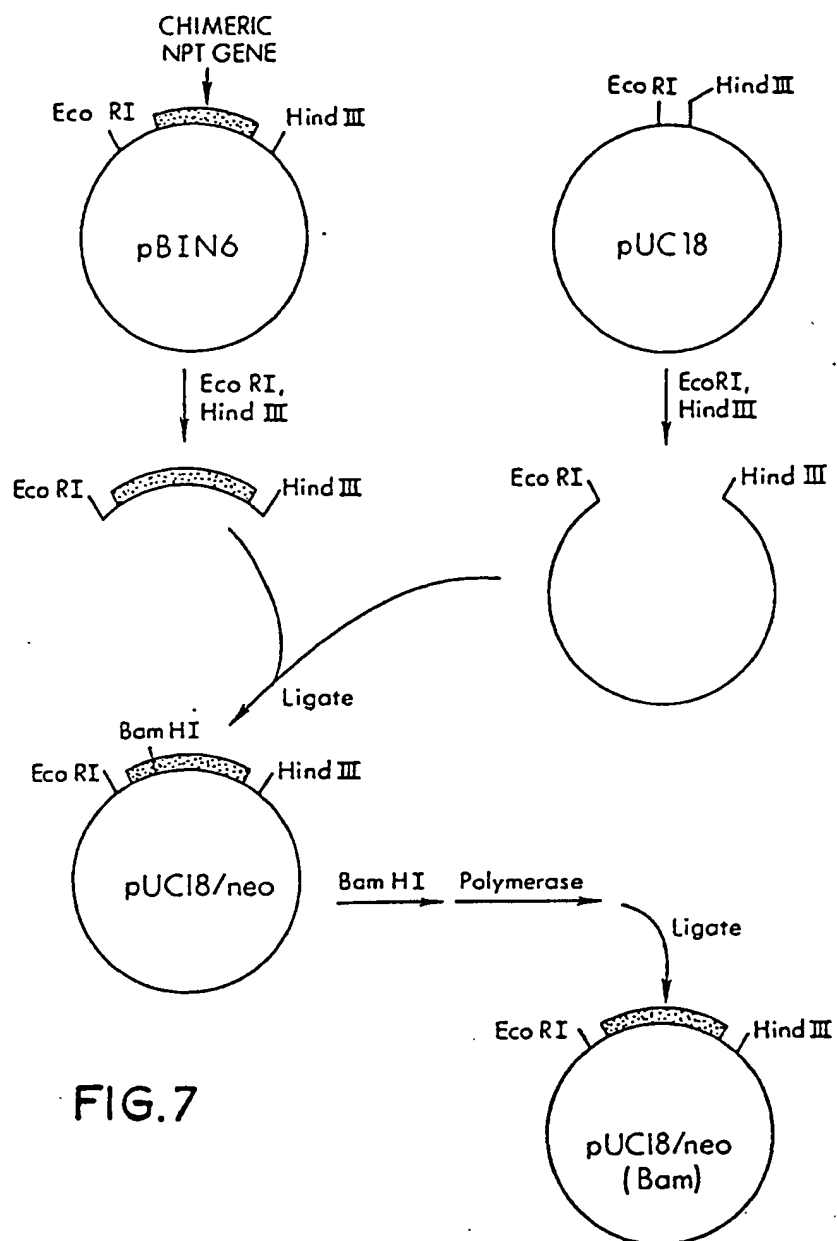 CHIMERIC
NPT GENE
Eco RI
Hind III
pBIN6
Eco RI
Hind III
pUC18
Eco RI,
Hind III
EcoRI,
Hind III
Eco RI
Hind III
Eco RI
Hind III
Ligate
Bam HI
Eco RI
Hind III
pUC18/neo
Bam HI
Polymerase
Ligate
Eco RI
Hind III
pUC18/neo
(Bam)
FIG.7